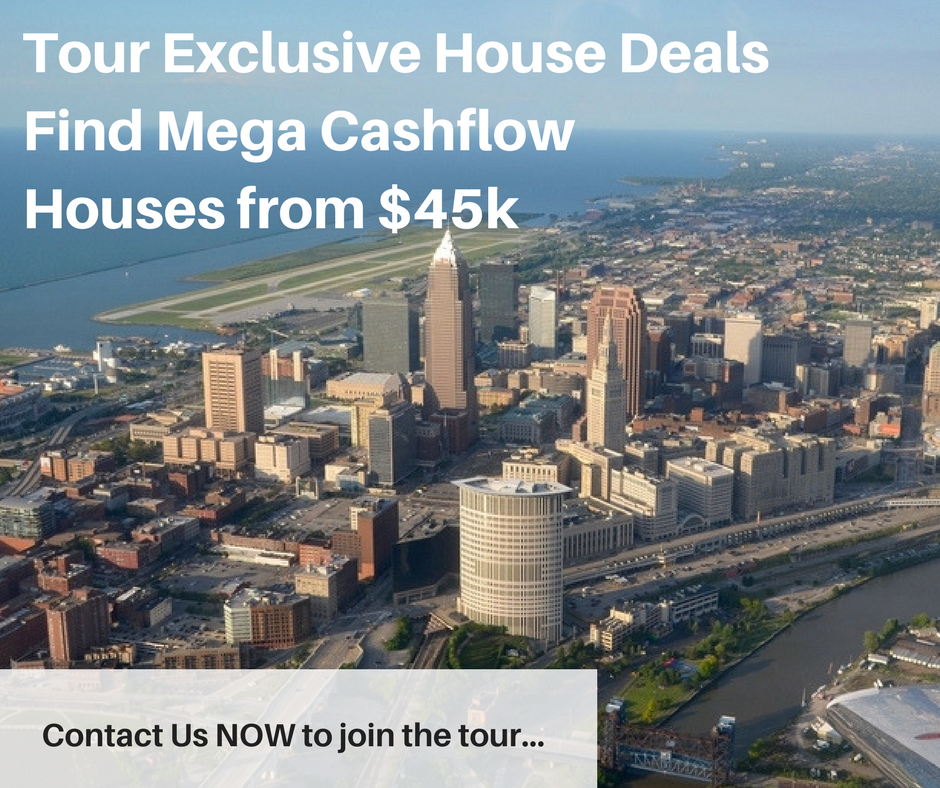 Tour Exclusive House Deals
Find Mega Cashflow
Houses from $45k
Contact Us NOW to join the tour...